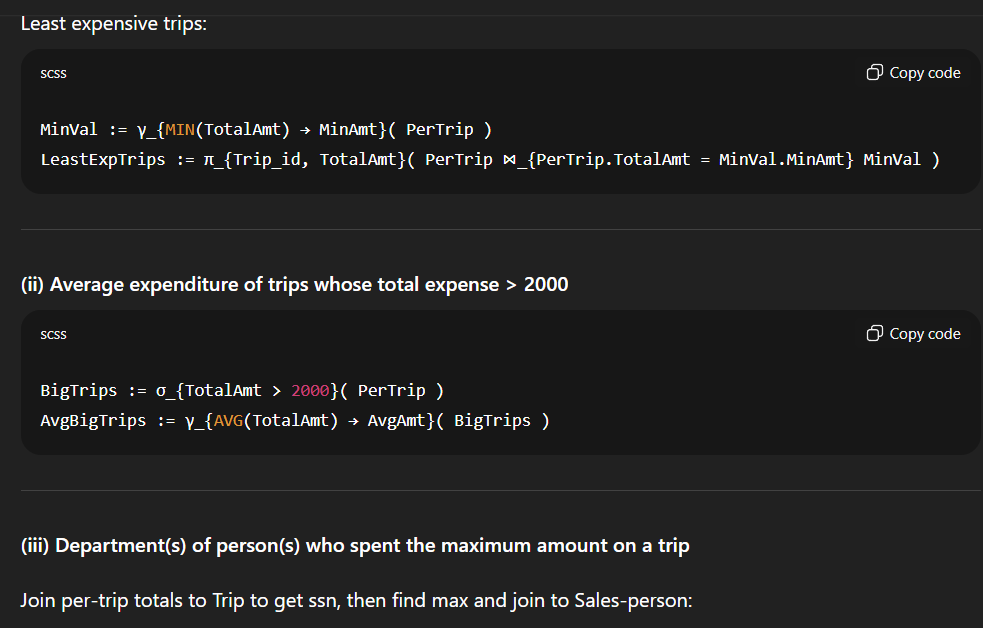 Least expensive trips:
scss
Copy code
MinVal := γ_{MIN(TotalAmt) → MinAmt}( PerTrip )
LeastExpTrips := π_{Trip_id, TotalAmt}( PerTrip ⋈_{PerTrip.TotalAmt = MinVal.MinAmt} MinVal )
(ii) Average expenditure of trips whose total expense > 2000
scss
Copy code
BigTrips := σ_{TotalAmt > 2000}( PerTrip )
AvgBigTrips := γ_{AVG(TotalAmt) → AvgAmt}( BigTrips )
(iii) Department(s) of person(s) who spent the maximum amount on a trip
Join per-trip totals to Trip to get ssn, then find max and join to Sales-person: